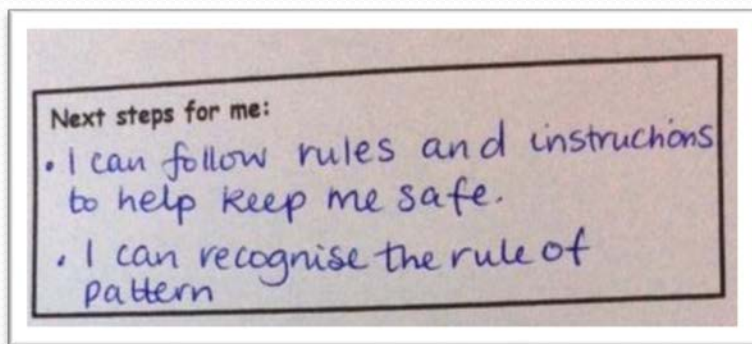 Next steps for me:
• I can follow rules and instructions
to help keep me safe.
• I can recognise the rule of
pattern